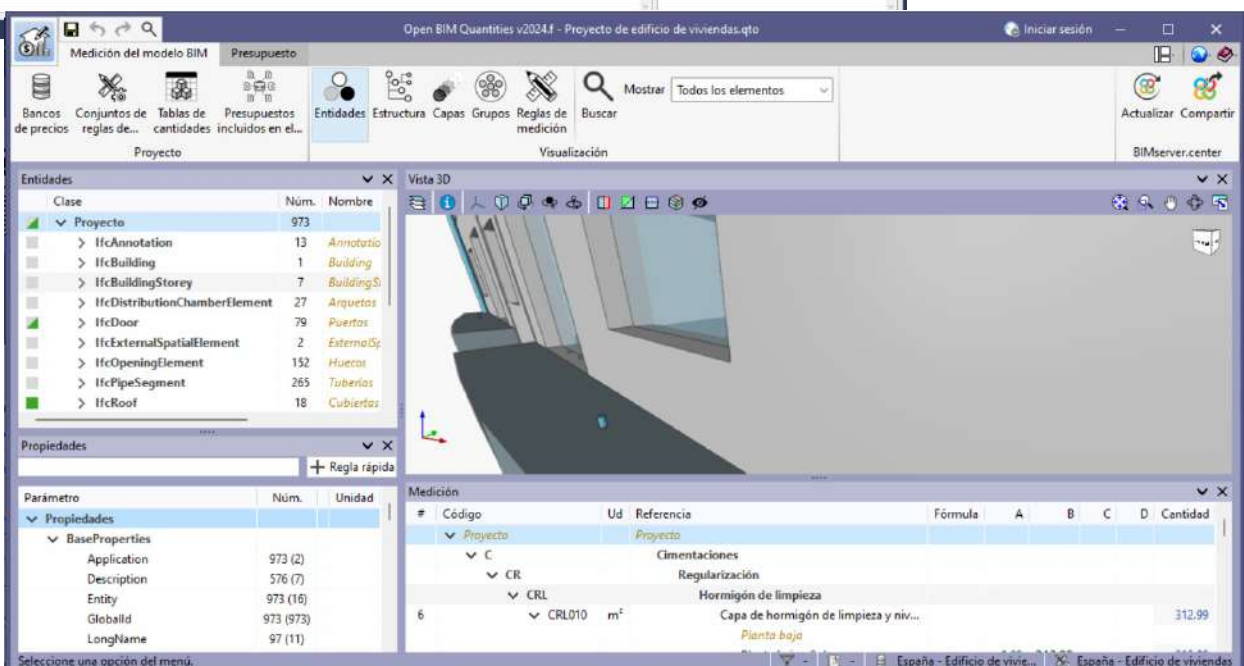 Open BIM Quantities v2024.f - Proyecto de edificio de viviendas.qto
Iniciar sesión
Medición del modelo BIM
Presupuesto
Bancos de precios
Conjuntos de reglas de...
Tablas de cantidades
Presupuestos incluidos en el...
Entidades
Estructura
Capas
Grupos
Reglas de medición
Buscar
Mostrar
Todos los elementos
Actualizar
Compartir
Proyecto
Visualización
BIMserver.center
Entidades
Clase Núm. Nombre
Proyecto 973
IfcAnnotation 13 Annotatio
IfcBuilding 1 Building
IfcBuildingStorey 7
IfcDistributionChamberElement 27 Arquetas
IfcDoor 79 Puertas
IfcExternalSpatialElement 2
IfcOpeningElement 152 Huecos
IfcPipeSegment 265 Tuberías
IfcRoof 18 Cubiertas
Propiedades
Regla rápida
Parámetro Núm. Unidad
Propiedades
BaseProperties
Application 973 (2)
Description 576 (7)
Entity 973 (16)
GlobalId 973 (973)
LongName 97 (11)
Vista 3D
Medición
# Código Ud Referencia Fórmula A B C D Cantidad
Proyecto Proyecto
C Cimentaciones
CR Regularización
CRL Hormigón de limpieza
6 CRL010 m² Capa de hormigón de limpieza y niv... 312.99
Planta baja
Seleccione una opción del menú.
España - Edificio de vivie...
España - Edificio de viviendas